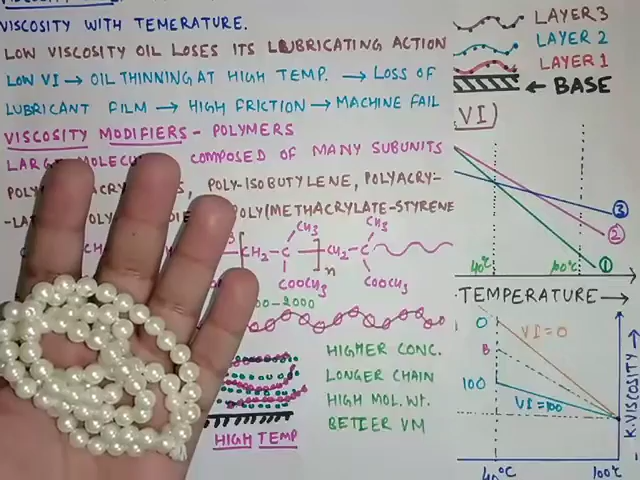 VISCOSITY WITH TEMERATURE.
LOW VISCOSITY OIL LOSES ITS LUBRICATING ACTION
LOW VI → OIL THINNING AT HIGH TEMP. → LOSS OF
LUBRICANT FILM → HIGH FRICTION → MACHINE FAIL
VISCOSITY MODIFIERS - POLYMERS
COMPOSED OF MANY SUBUNITS
POLY-ISOBUTYLENE, POLYACRY-
POLY(METHACRYLATE-STYRENE
CH3 CH3
[CH2-C-]n CH2-C
COOCH3 COOCH3
00-2000
HIGHER CONC.
LONGER CHAIN
HIGH MOL. WT.
BETTER VM
HIGH TEMP
LAYER 3
LAYER 2
LAYER 1
← BASE
VI)
3
2
1
40°C 100°C
TEMPERATURE →
0 VI=0
B
100 VI=100
K.VISCOSITY →
40°C 100°C